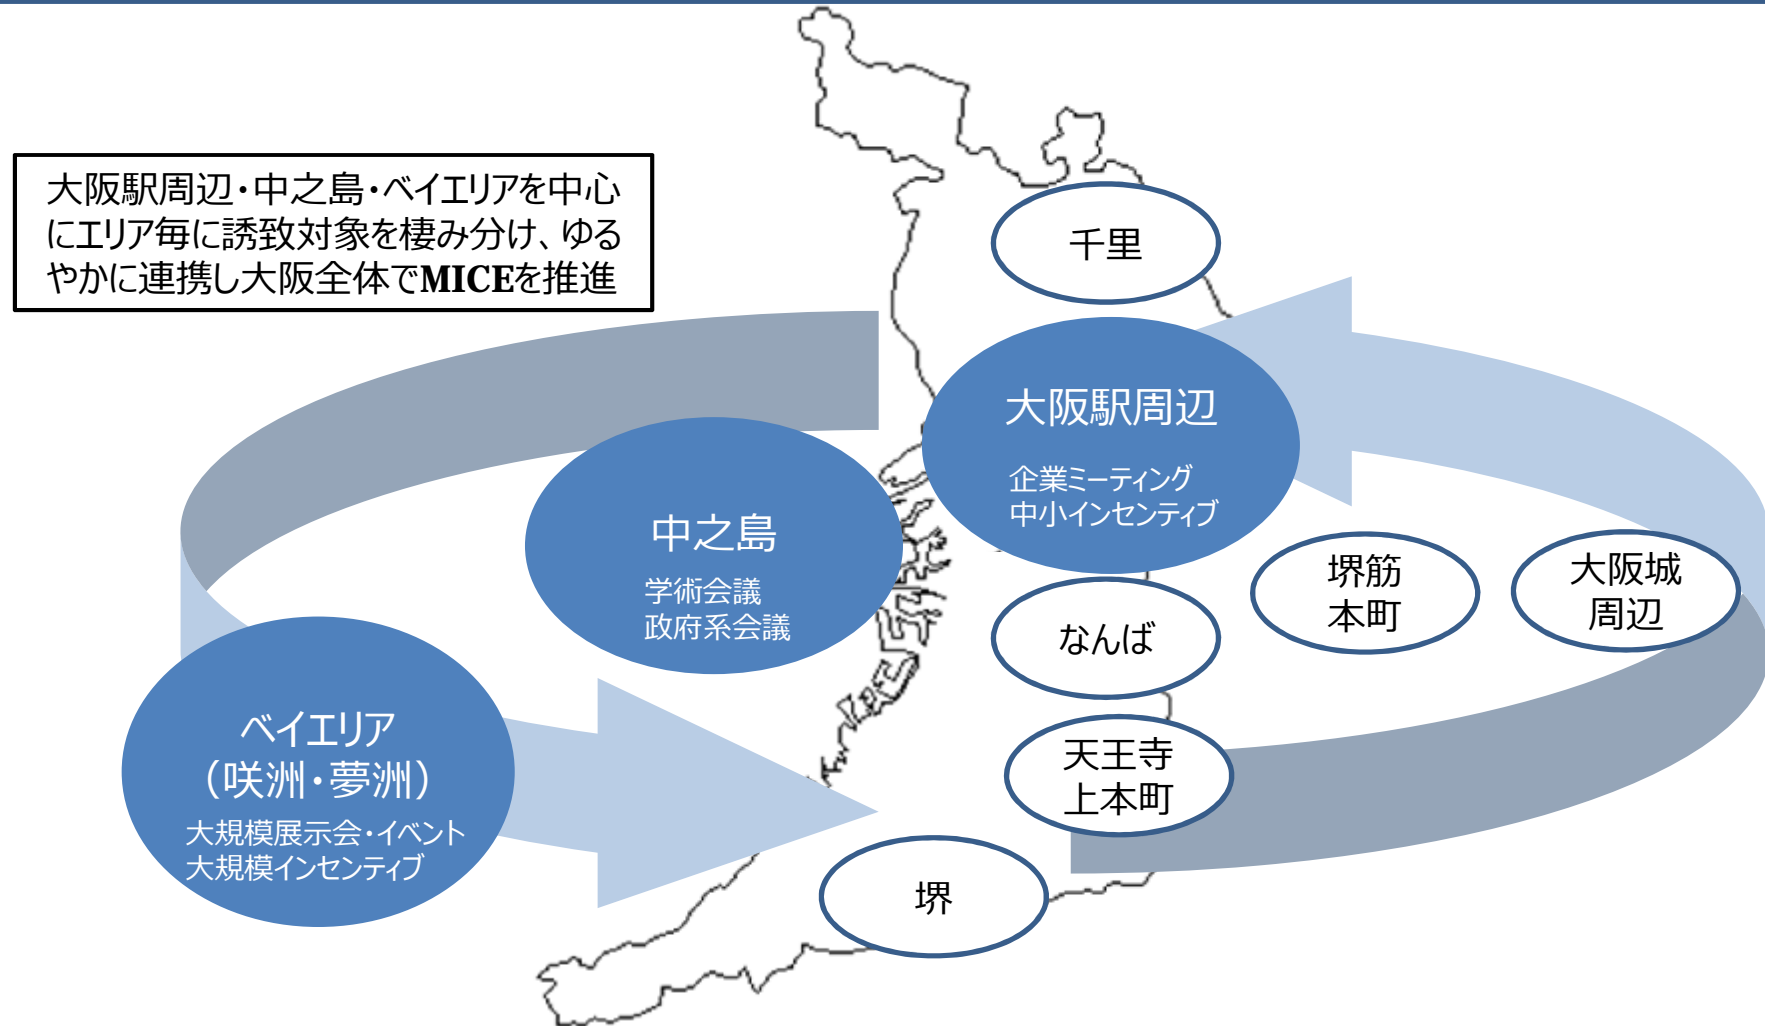 大阪駅周辺・中之島・ベイエリアを中心
にエリア毎に誘致対象を棲み分け、ゆる
やかに連携し大阪全体でMICEを推進
千里
大阪駅周辺
企業ミーティング
中小インセンティブ
中之島
学術会議
政府系会議
堺筋
本町
大阪城
周辺
なんば
ベイエリア
（咲洲・夢洲）
大規模展示会・イベント
大規模インセンティブ
天王寺
上本町
堺